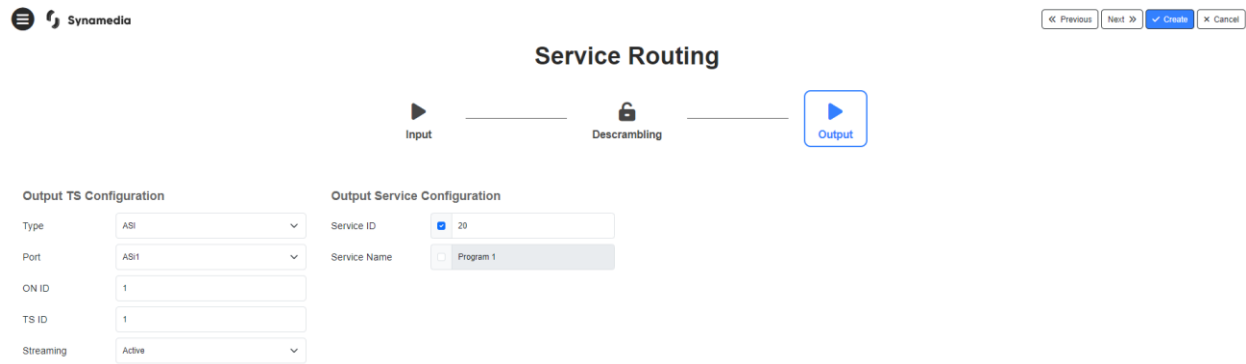 Synamedia
Previous Next Create Cancel
Service Routing
Input Descrambling Output
Output TS Configuration
Type ASI
Port ASI1
ON ID 1
TS ID 1
Streaming Active
Output Service Configuration
Service ID 20
Service Name Program 1